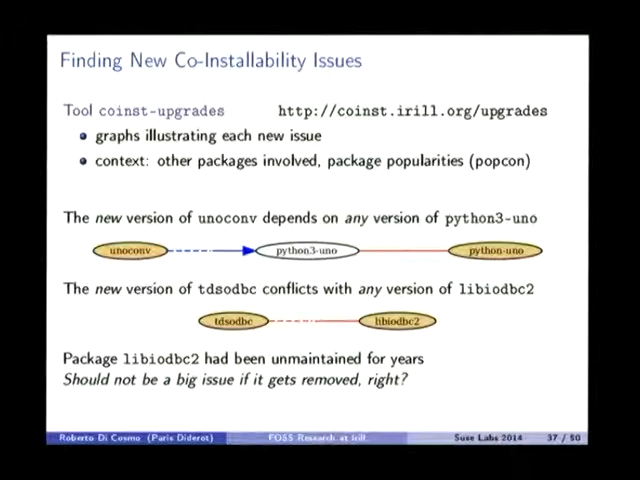 Finding New Co-Installability Issues
Tool coinst-upgrades http://coinst.irill.org/upgrades
graphs illustrating each new issue
context: other packages involved, package popularities (popcon)
The new version of unoconv depends on any version of python3-uno
unoconv python3-uno python-uno
The new version of tdsodbc conflicts with any version of libiodbc2
tdsodbc libiodbc2
Package libiodbc2 had been unmaintained for years
Should not be a big issue if it gets removed, right?
Roberto Di Cosmo (Paris Diderot) FOSS Research at Irill Suse Labs 2014 37 / 50